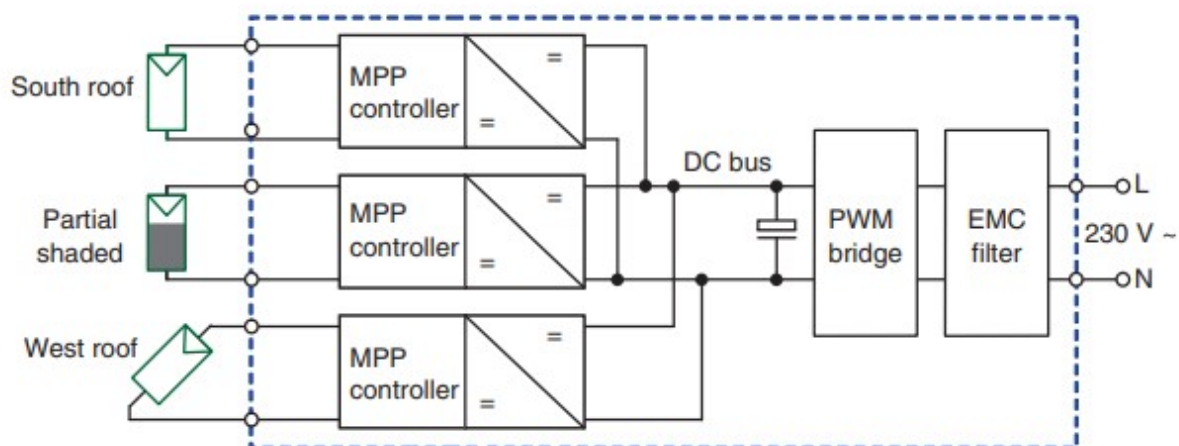 South roof
MPP
controller
=
=
Partial
shaded
MPP
controller
=
=
West roof
MPP
controller
=
=
DC bus
PWM
bridge
EMC
filter
L
230 V ~
N